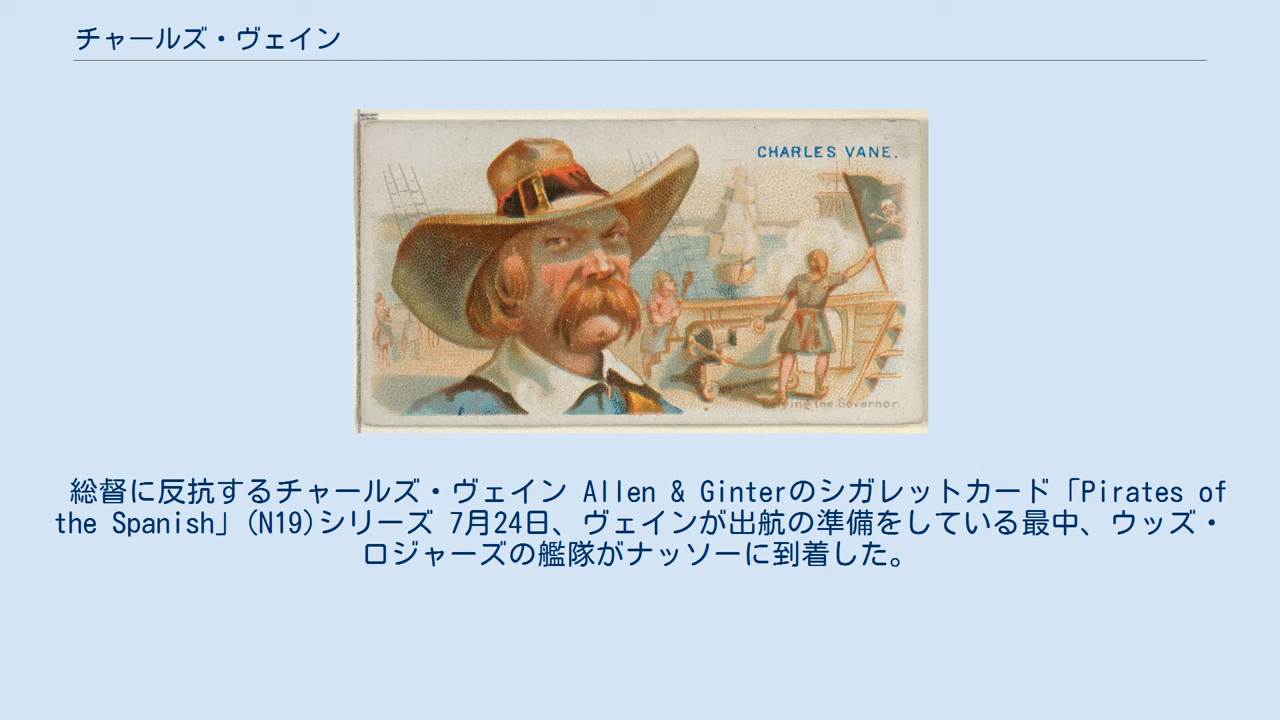 チャールズ・ヴェイン
CHARLES VANE.
the Governor.
総督に反抗するチャールズ・ヴェイン Allen & Ginterのシガレットカード「Pirates of
the Spanish」(N19)シリーズ 7月24日、ヴェインが出航の準備をしている最中、ウッズ・
ロジャーズの艦隊がナッソーに到着した。